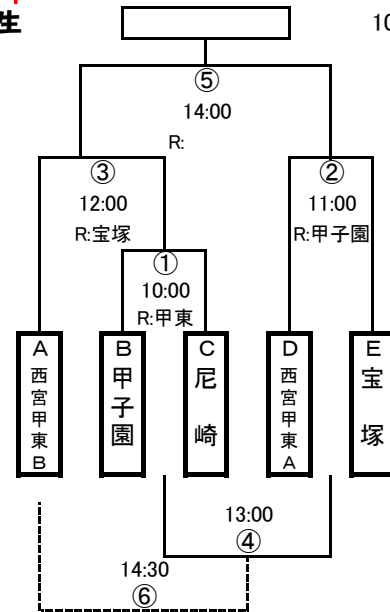 生
10
⑤
14:00
R:
③
12:00
R:宝塚
②
11:00
R:甲子園
①
10:00
R:甲東
A 西宮甲東B
B 甲子園
C 尼崎
D 西宮甲東A
E 宝塚
13:00
④
14:30
⑥